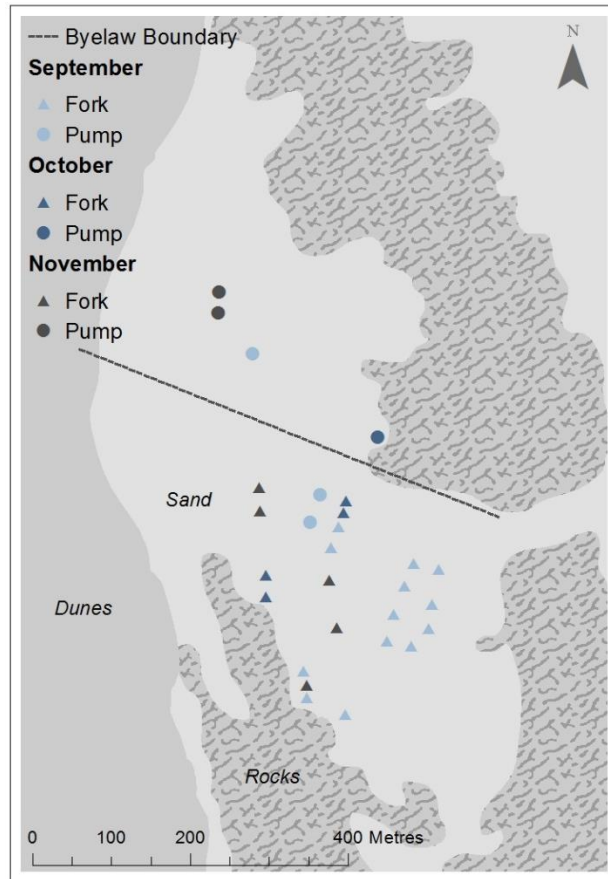 Byelaw Boundary
September
Fork
Pump
October
Fork
Pump
November
Fork
Pump
N
Sand
Dunes
Rocks
0 100 200 400 Metres